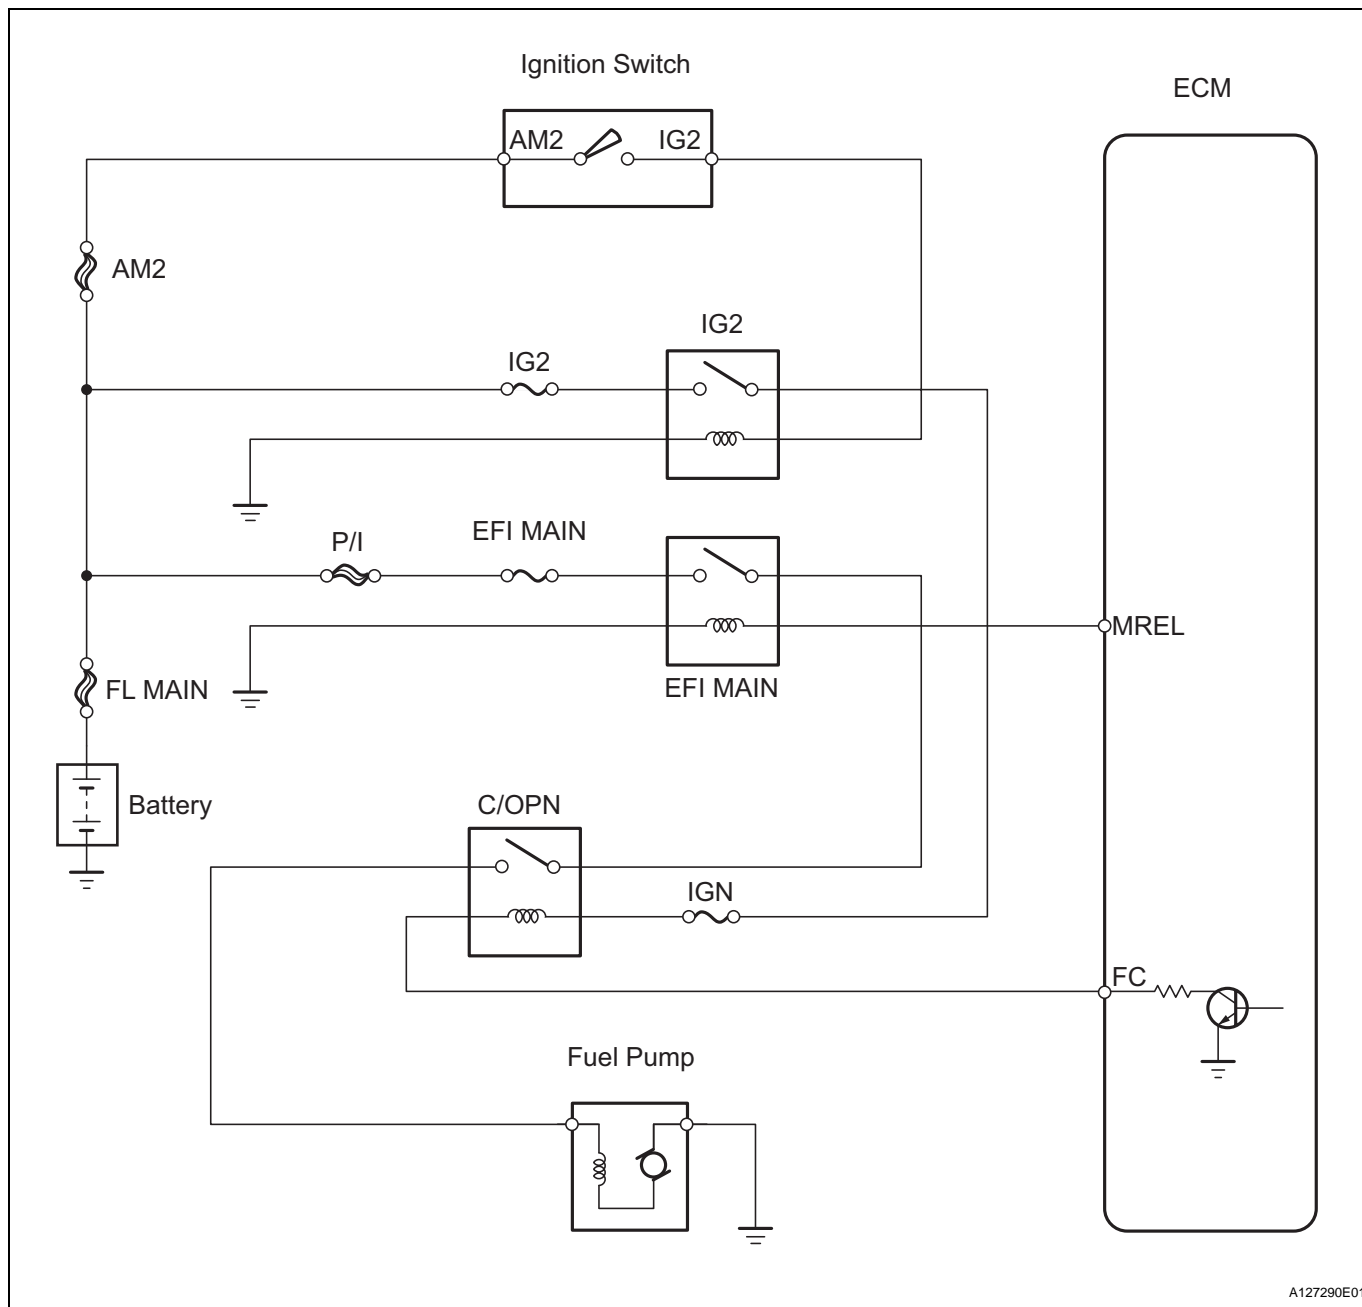 Ignition Switch
ECM
AM2
IG2
AM2
IG2
IG2
P/I
EFI MAIN
MREL
FL MAIN
EFI MAIN
Battery
C/OPN
IGN
FC
Fuel Pump
A127290E01